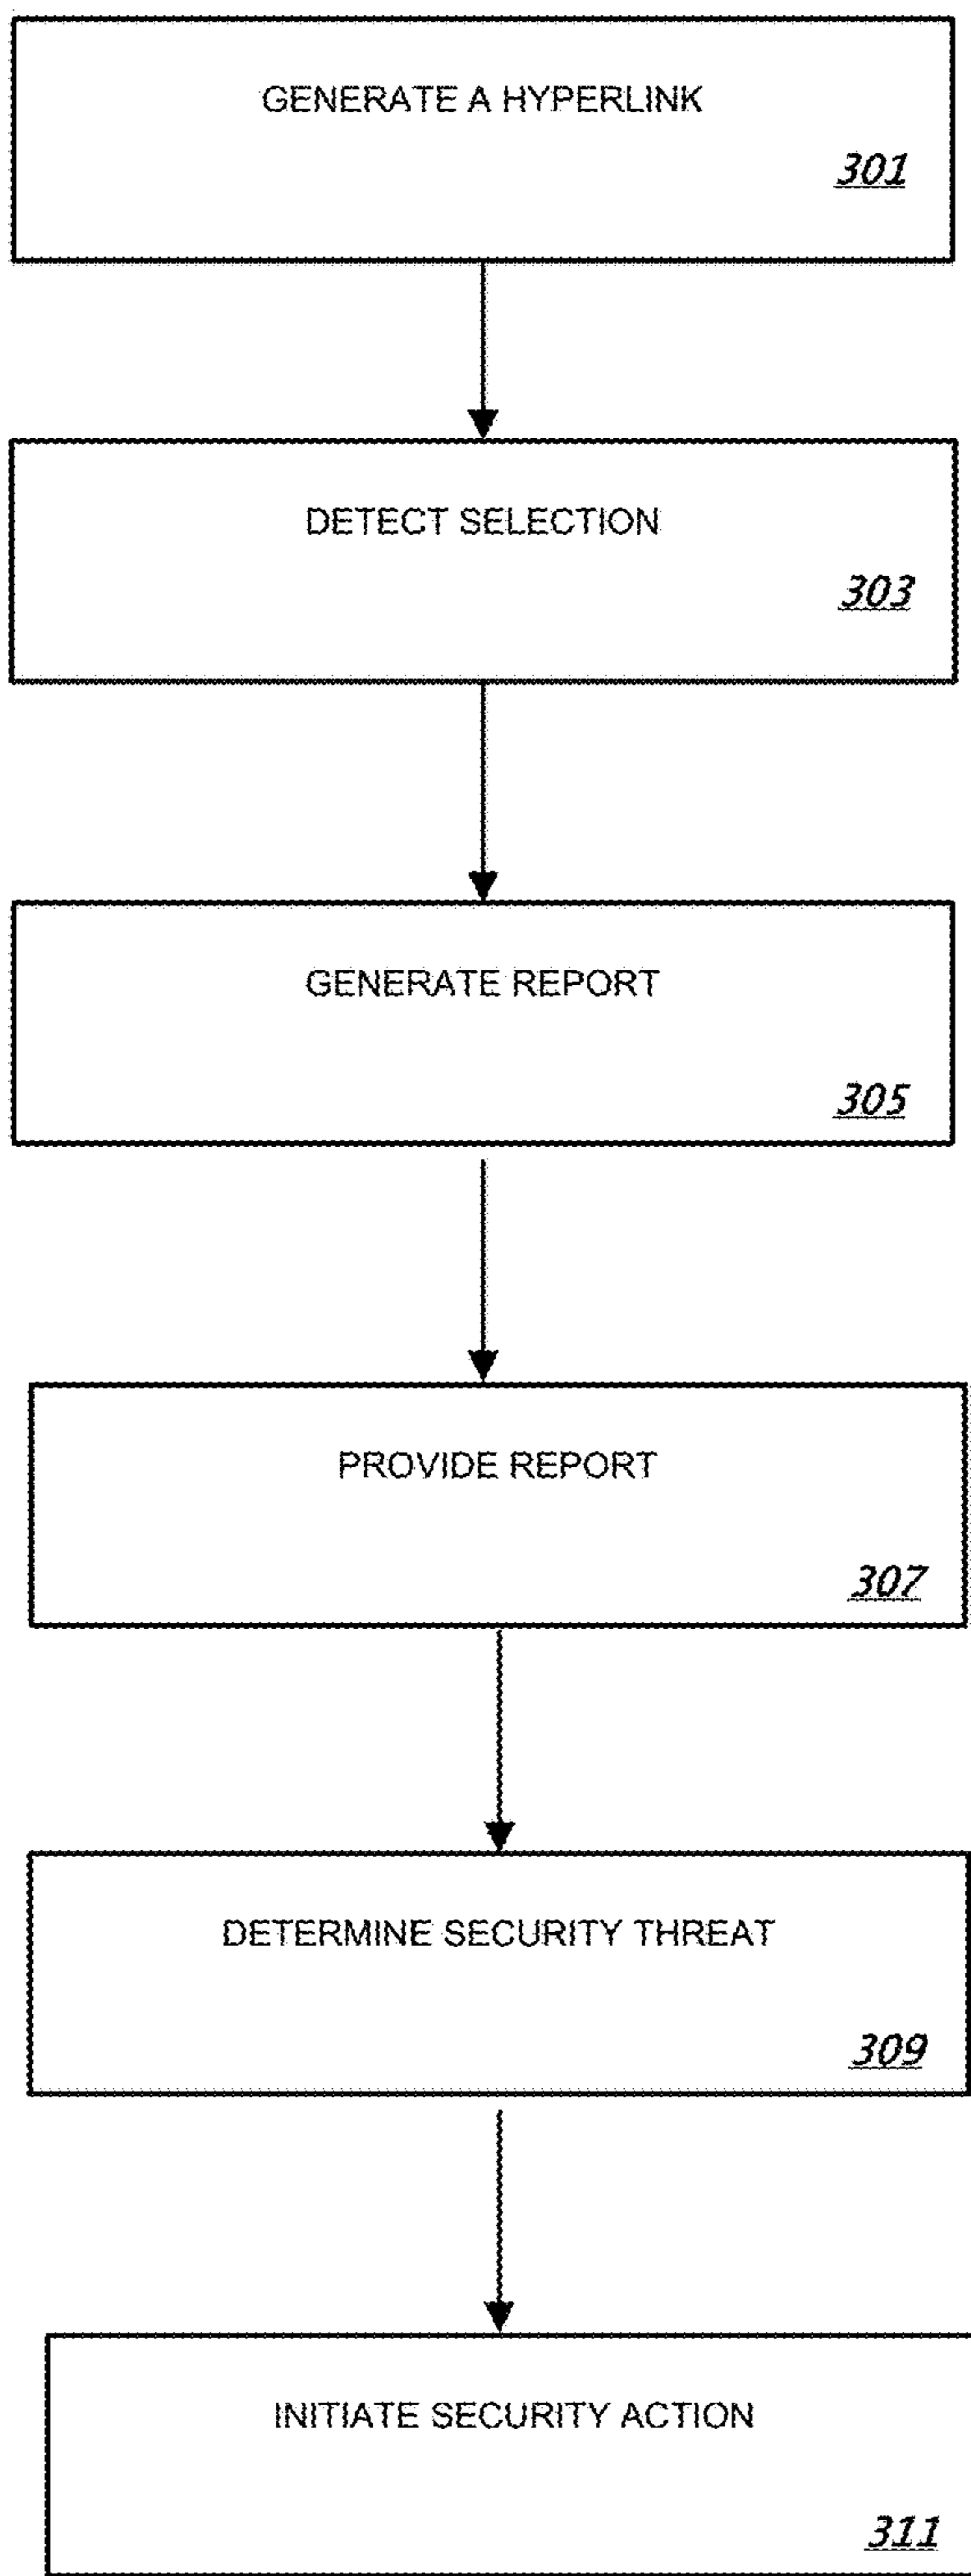 GENERATE A HYPERLINK
301
DETECT SELECTION
303
GENERATE REPORT
305
PROVIDE REPORT
307
DETERMINE SECURITY THREAT
309
INITIATE SECURITY ACTION
311